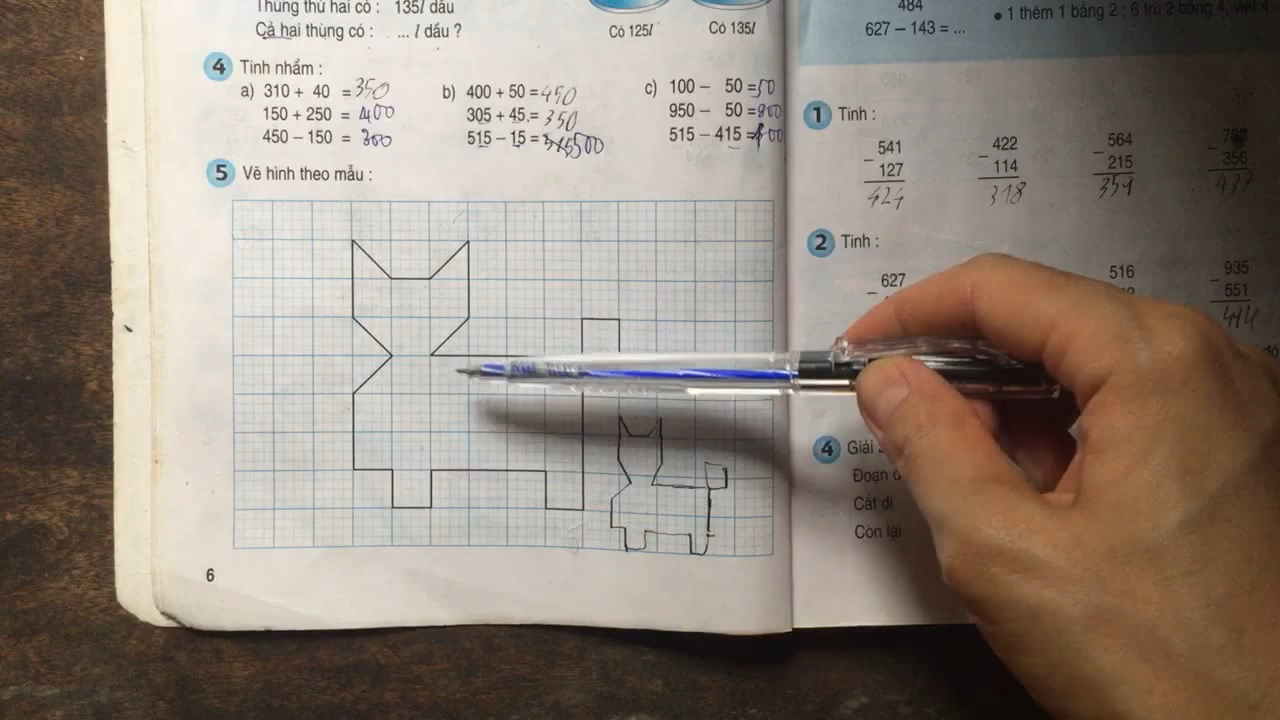 Thùng thứ hai có : 135l dầu
Cả hai thùng có : ... l dầu ?
Có 125l
Có 135l
4 Tính nhẩm :
a) 310 + 40 = 350
150 + 250 = 400
450 – 150 = 300
b) 400 + 50 = 450
305 + 45 = 350
515 – 15 = 500
c) 100 – 50 = 50
950 – 50 = 900
515 – 415 = 100
5 Vẽ hình theo mẫu :
6
484
627 – 143 = ...
• 1 thêm 1 bằng 2 ; 6 trừ 2 bằng 4, viết 4.
1 Tính :
541 422 564
– 127 – 114 – 215 – 356
318 359
2 Tính :
627 516 935
– 551
4 Giải
Đoạn
Cắt đi
Còn lại